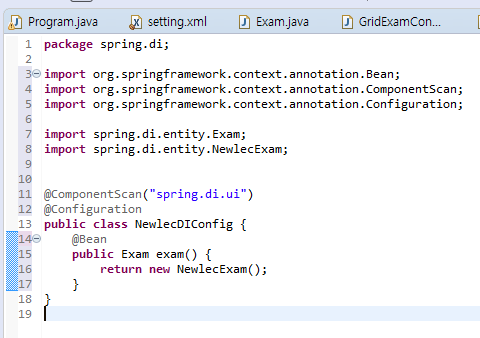 Program.java setting.xml Exam.java GridExamCon...
1 package spring.di;
2
3 import org.springframework.context.annotation.Bean;
4 import org.springframework.context.annotation.ComponentScan;
5 import org.springframework.context.annotation.Configuration;
6
7 import spring.di.entity.Exam;
8 import spring.di.entity.NewlecExam;
9
10
11 @ComponentScan("spring.di.ui")
12 @Configuration
13 public class NewlecDIConfig {
14 @Bean
15 public Exam exam() {
16 return new NewlecExam();
17 }
18 }
19